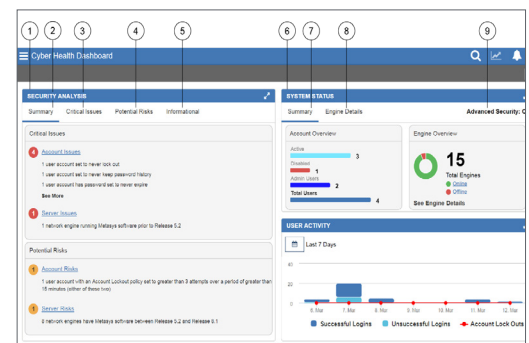 1 2 3 4 5 6 7 8 9
Cyber Health Dashboard
SECURITY ANALYSIS
Summary Critical Issues Potential Risks Informational
Critical Issues
4 Account Issues
1 user account set to never lock out
1 user account set to never keep password history
1 user account has password set to never expire
See More
1 Server Issues
1 network engine running Metasys software prior to Release 5.2
Potential Risks
1 Account Risks
1 user account with an Account Lockout policy set to greater than 3 attempts over a period of greater than
15 minutes (either of these two)
1 Server Risks
8 network engines have Metasys software between Release 5.2 and Release 8.1
SYSTEM STATUS
Summary Engine Details Advanced Security: C
Account Overview
Active
3
Disabled
1
Admin Users
2
Total Users
4
Engine Overview
15
Total Engines
Online
Offline
See Engine Details
USER ACTIVITY
Last 7 Days
40
20
0
6. Mar 7. Mar 8. Mar 9. Mar 10. Mar 11. Mar 12. Mar
Successful Logins Unsuccessful Logins Account Lock Outs